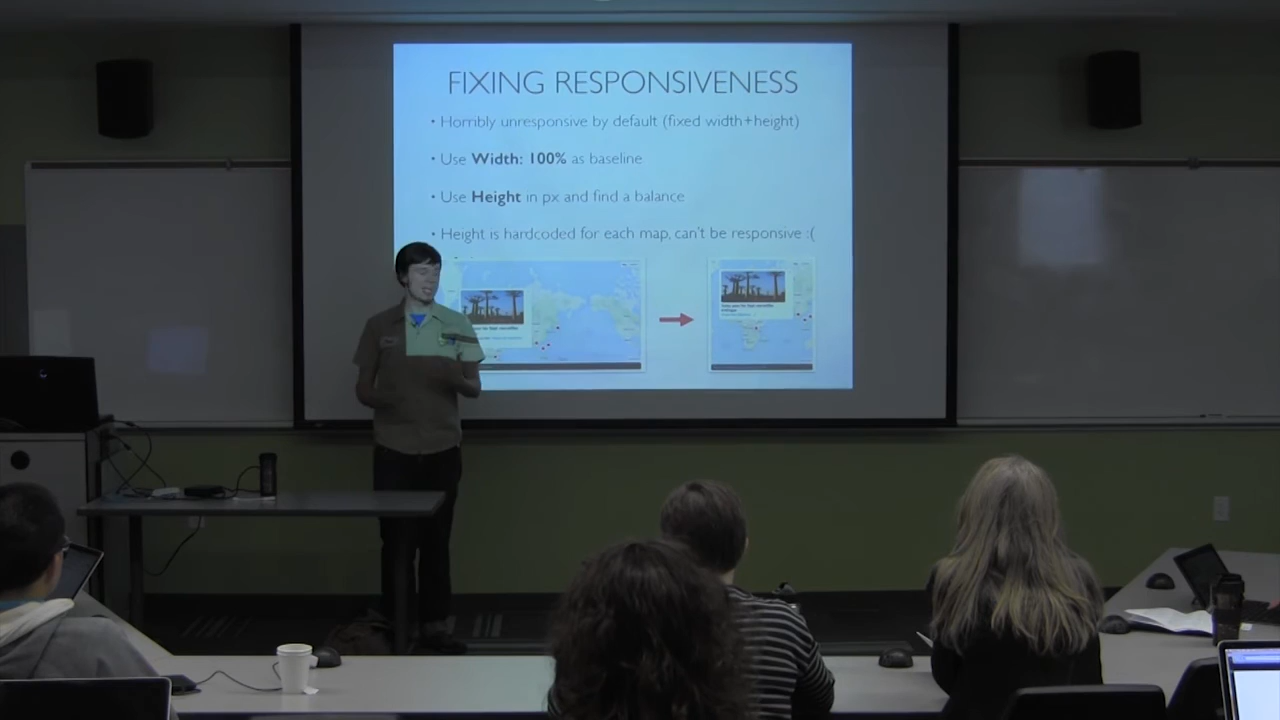 FIXING RESPONSIVENESS
• Horribly unresponsive by default (fixed width+height)
• Use Width: 100% as baseline
• Use Height in px and find a balance
• Height is hardcoded for each map, can't be responsive :(